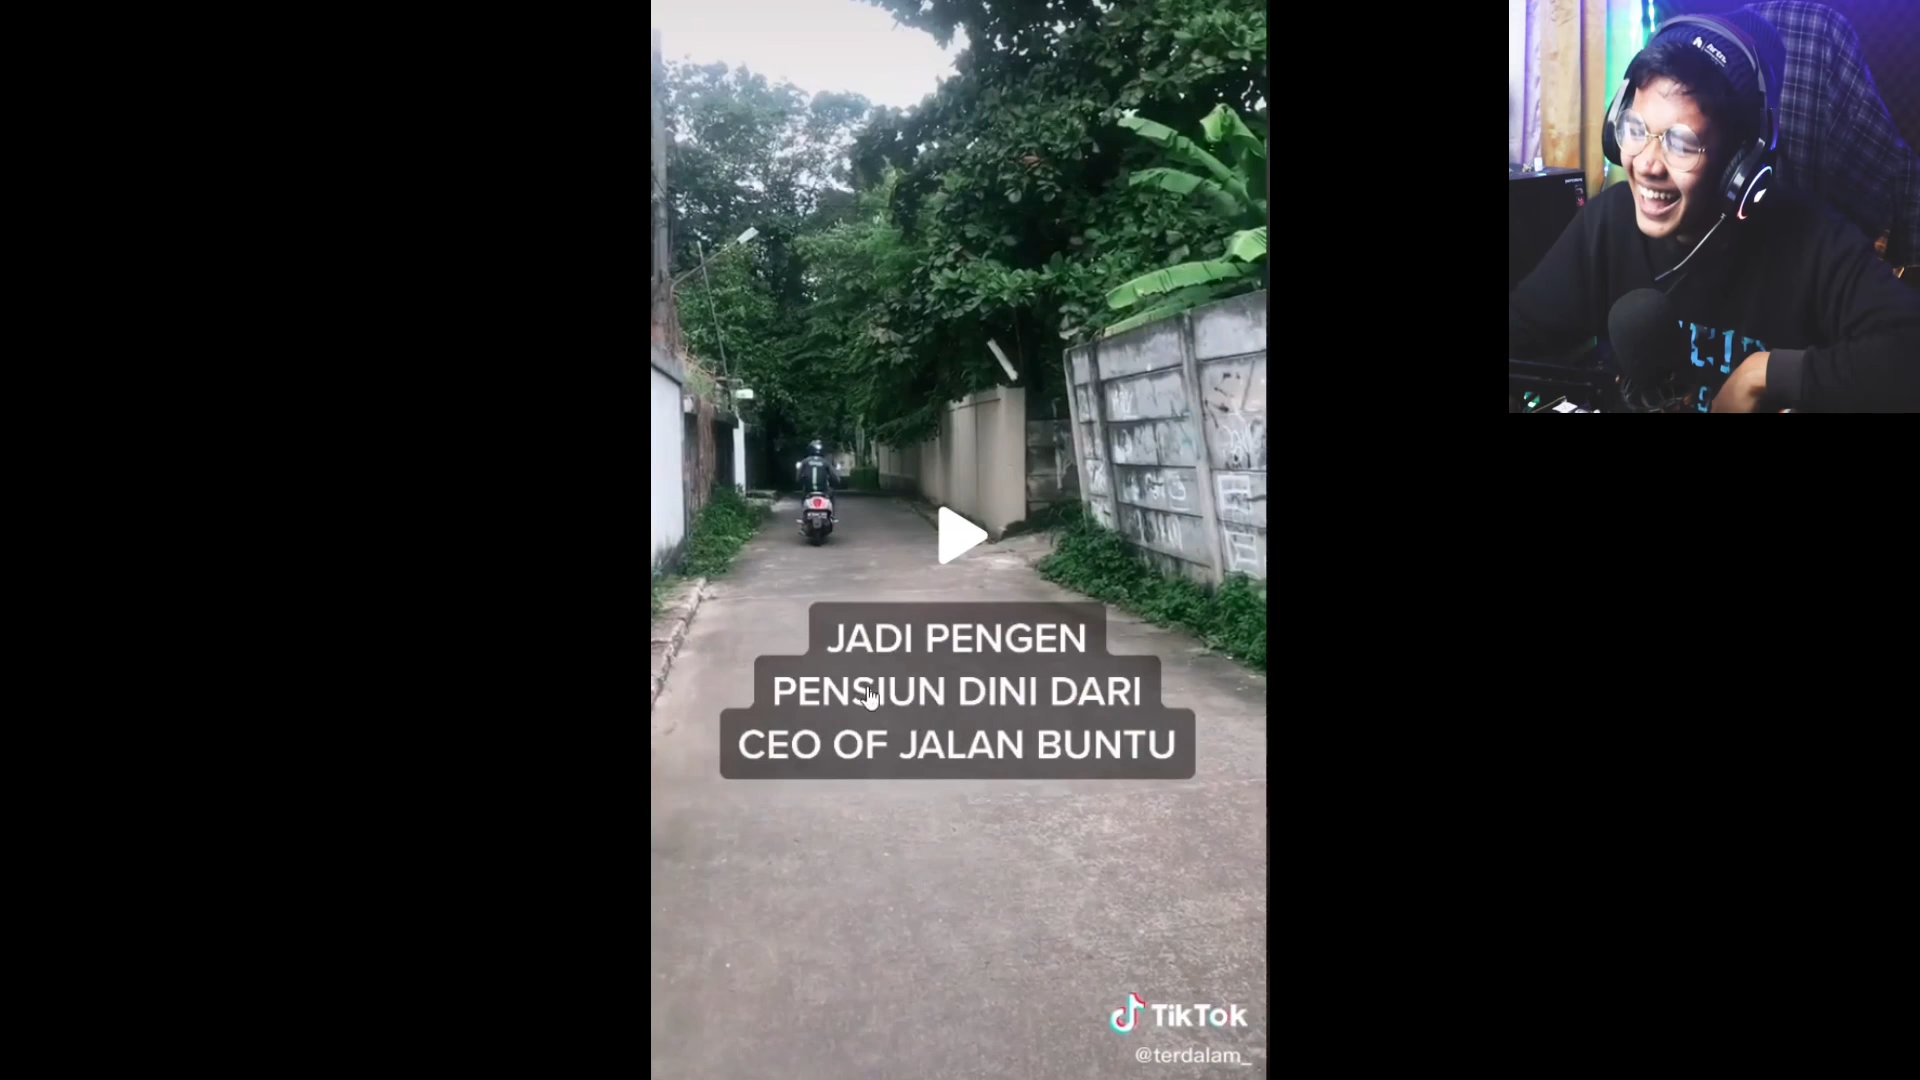 JADI PENGEN
PENSIUN DINI DARI
CEO OF JALAN BUNTU
TikTok
@terdalam_